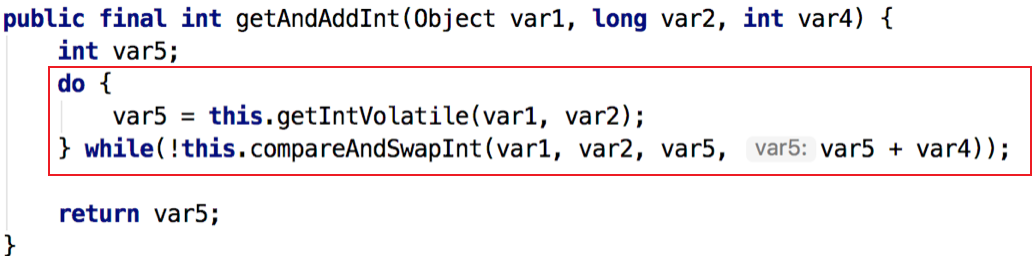 public final int getAndAddInt(Object var1, long var2, int var4) {
int var5;
do {
var5 = this.getIntVolatile(var1, var2);
} while(!this.compareAndSwapInt(var1, var2, var5, var5: var5 + var4));
return var5;
}